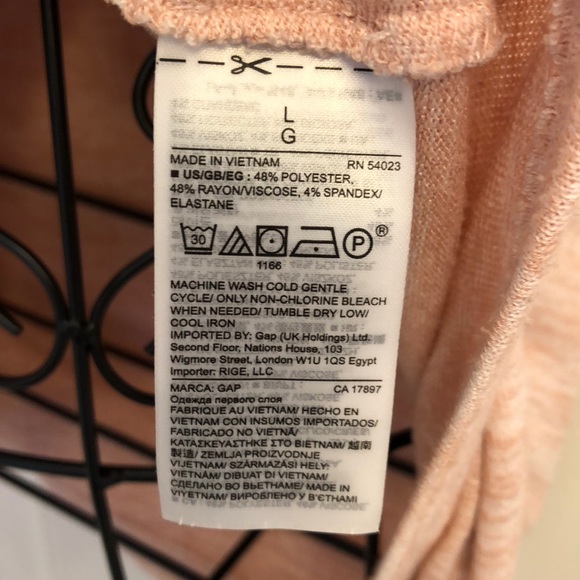 L
G
MADE IN VIETNAM RN 54023
■ US/GB/EG : 48% POLYESTER,
48% RAYON/VISCOSE, 4% SPANDEX/
ELASTANE
30 P®
1166
MACHINE WASH COLD GENTLE
CYCLE/ ONLY NON-CHLORINE BLEACH
WHEN NEEDED/ TUMBLE DRY LOW/
COOL IRON
IMPORTED BY: Gap (UK Holdings) Ltd.
Second Floor, Nations House, 103
Wigmore Street, London W1U 1QS Egypt
Importer: RIGE, LLC
MARCA: GAP CA 17897
Одежда первого слоя
FABRIQUE AU VIETNAM/ HECHO EN
VIETNAM CON INSUMOS IMPORTADOS/
FABRICADO NO VIETNÃ/
ΚΑΤΑΣΚΕΥΑΣΤΗΚΕ ΣΤΟ ΒΙΕΤΝΑΜ/ 越南
製造/ ZEMLJA PROIZVODNJE
VIJETNAM/ SZÁRMAZÁSI HELY:
VIETNÁM/ DIBUAT DI VIETNAM/
СДЕЛАНО ВО ВЬЕТНАМЕ/ MADE IN
VIYETNAM/ ВИРОБЛЕНО У В'ЄТНАМІ